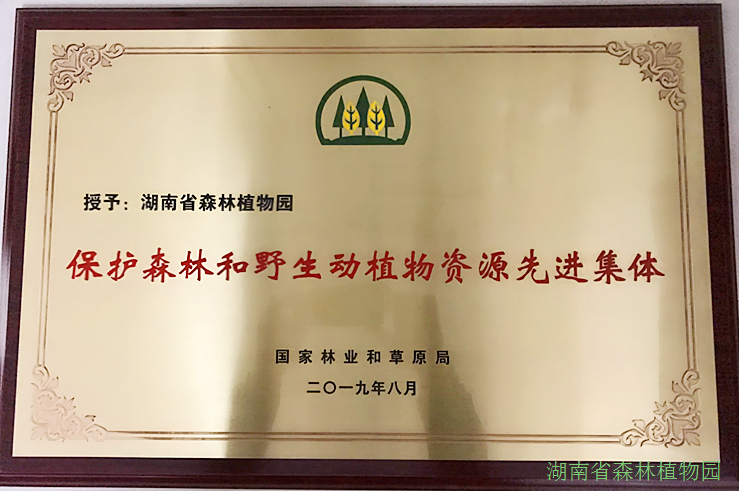 授予：湖南省森林植物园
保护森林和野生动植物资源先进集体
国家林业和草原局
二〇一九年八月
湖南省森林植物园